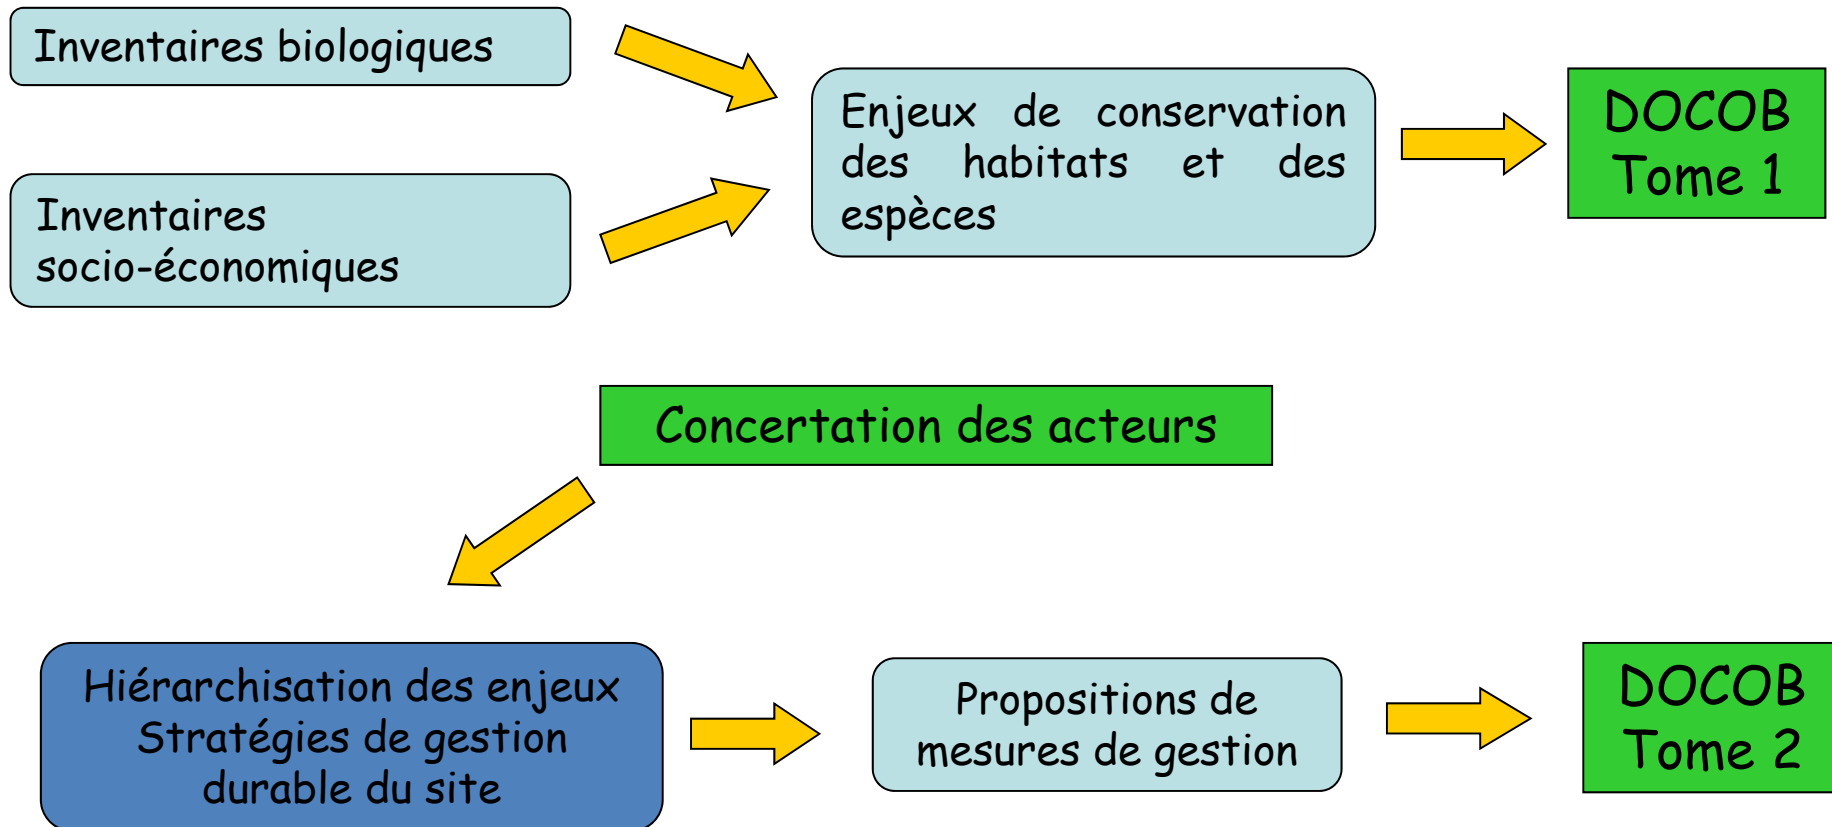 Inventaires biologiques
Inventaires
socio-économiques
Enjeux de conservation
des habitats et des
espèces
DOCOB
Tome 1
Concertation des acteurs
Hiérarchisation des enjeux
Stratégies de gestion
durable du site
Propositions de
mesures de gestion
DOCOB
Tome 2